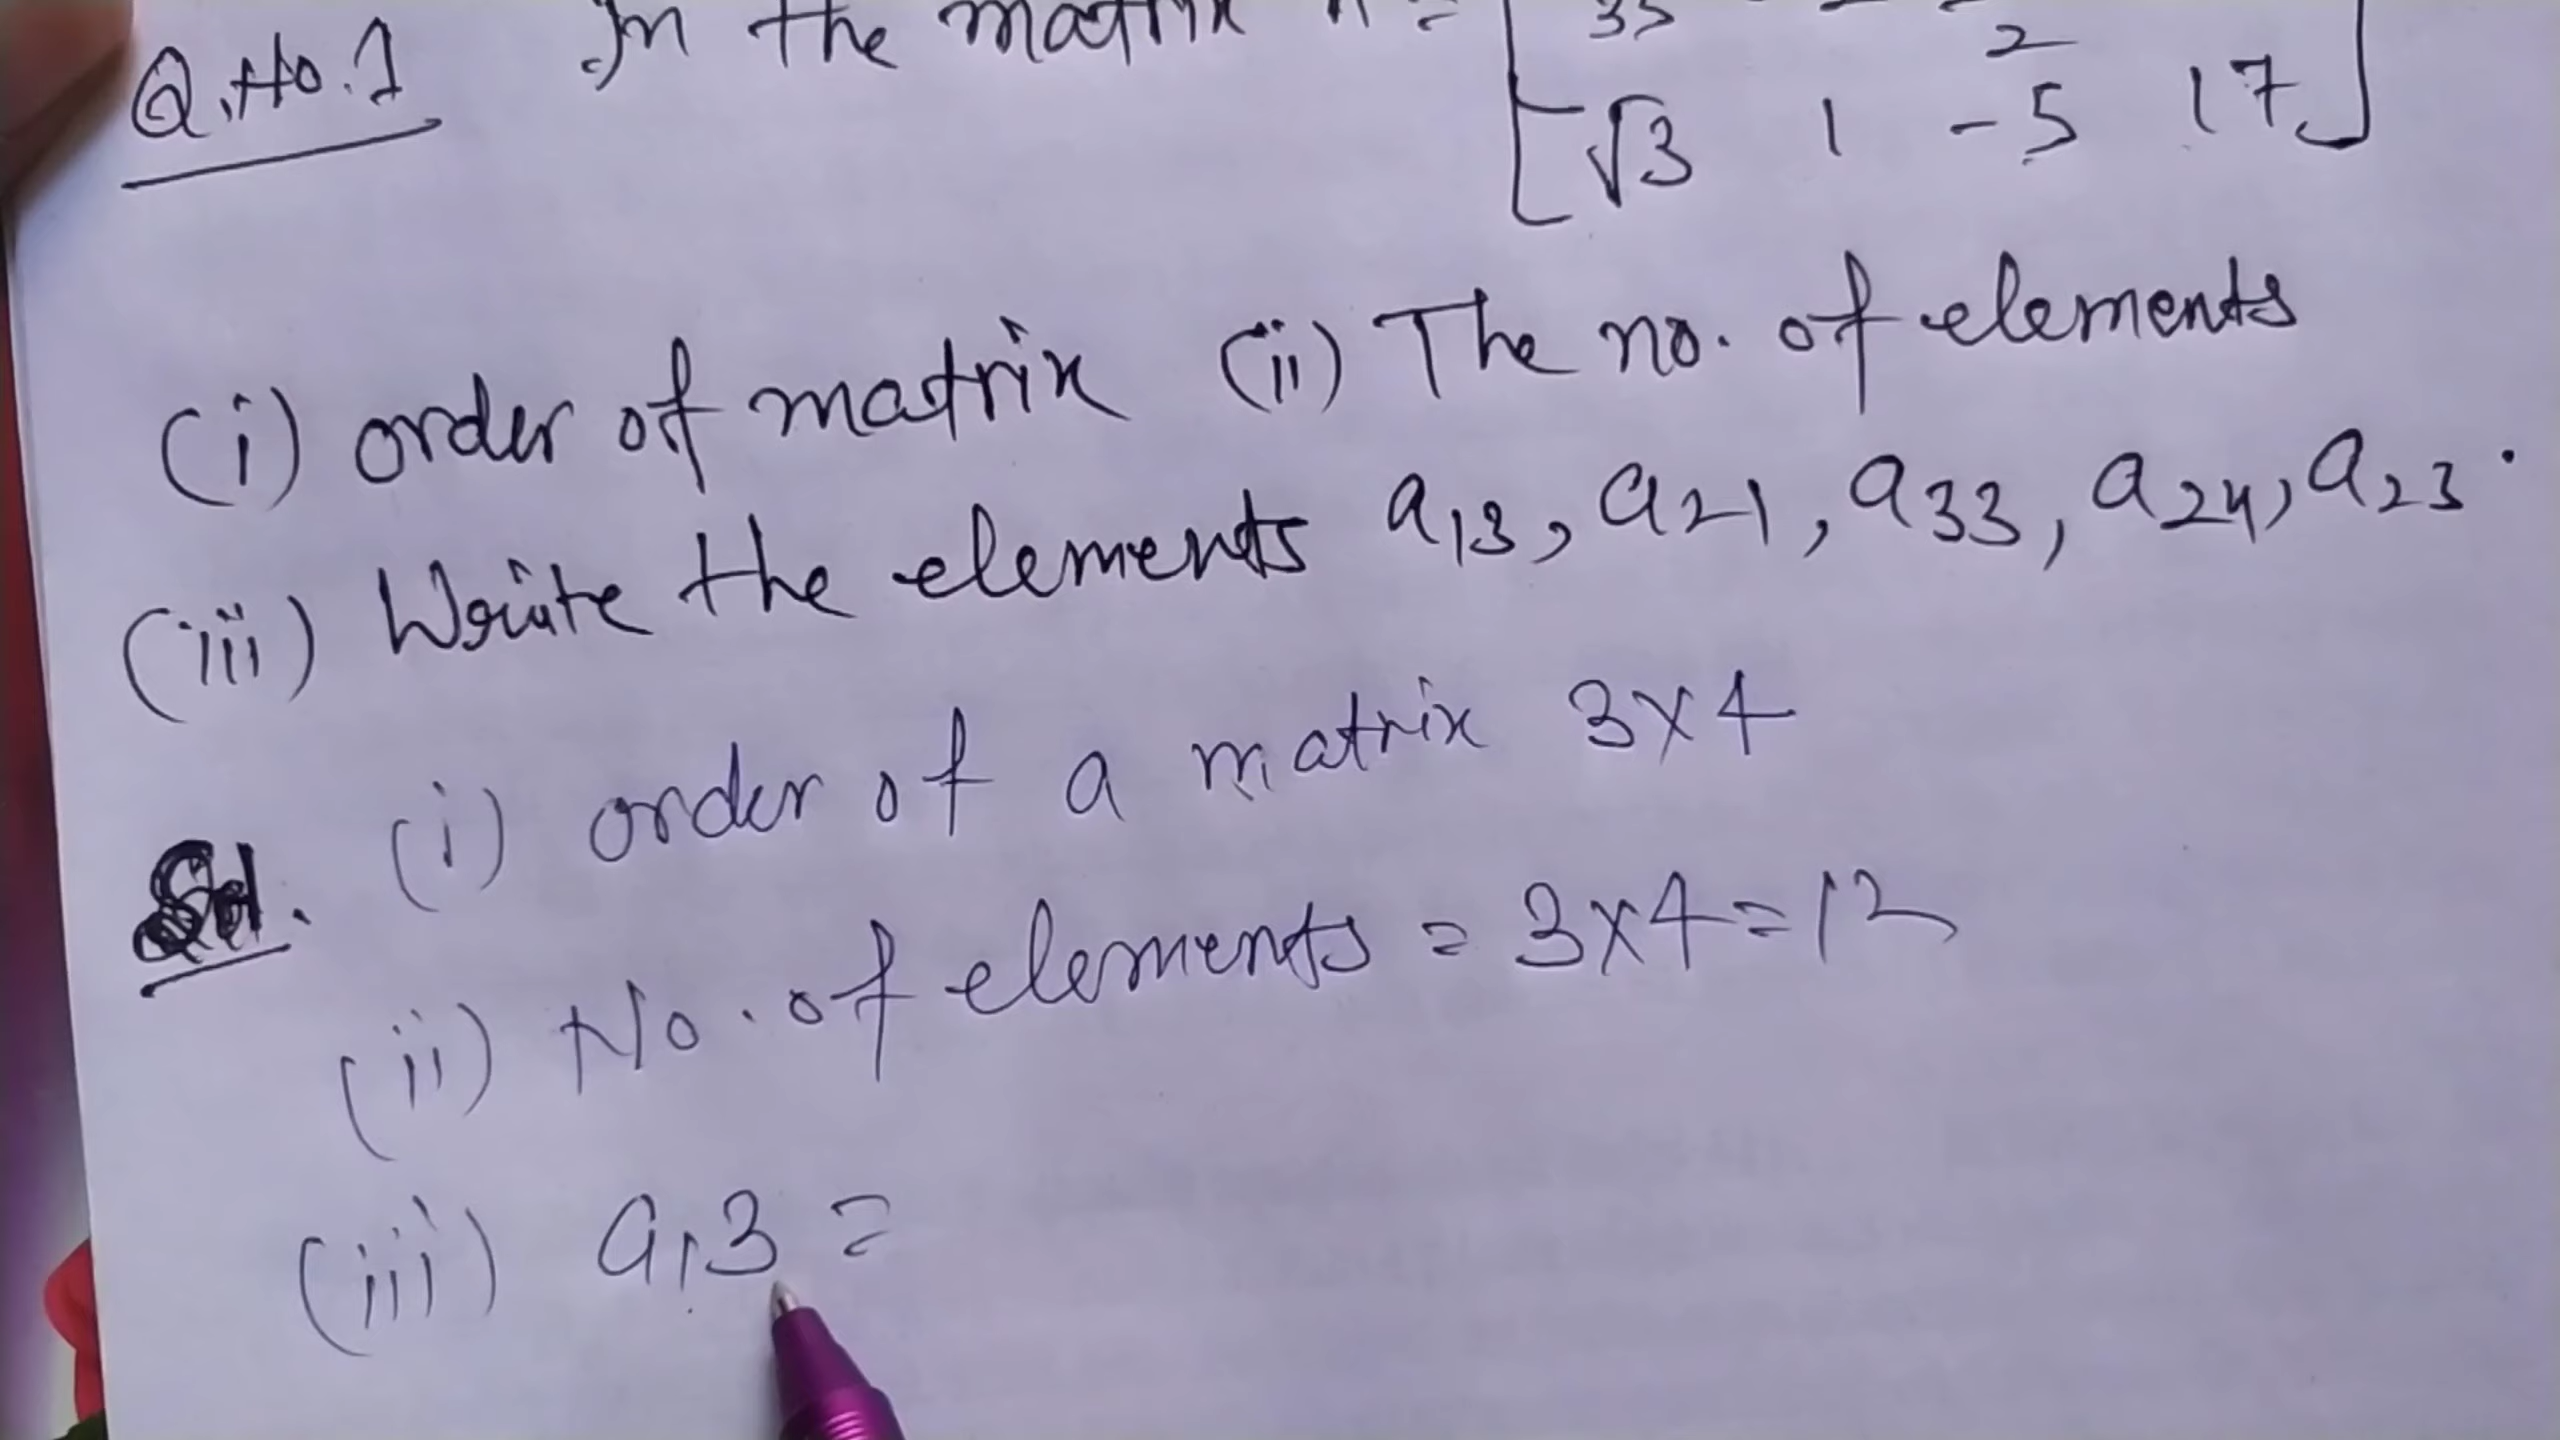 Q.No.1 In the matrix = 35
2
√3 1 -5 17
(i) order of matrix (ii) The no. of elements
(iii) Write the elements a13, a21, a33, a24, a23.
Sol. (i) order of a matrix 3x4
(ii) No. of elements = 3x4=12
(iii) a13 =